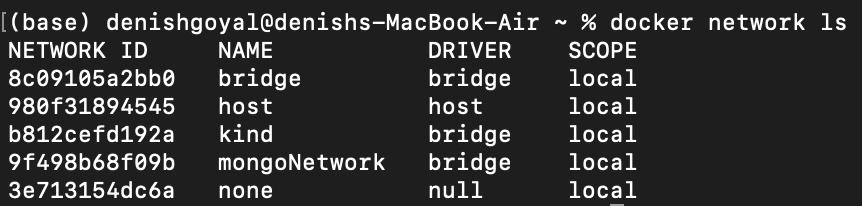 [(base) denishgoyal@denishs-MacBook-Air ~ % docker network ls
NETWORK ID     NAME           DRIVER    SCOPE
8c09105a2bb0   bridge         bridge    local
980f31894545   host           host      local
b812cefd192a   kind           bridge    local
9f498b68f09b   mongoNetwork   bridge    local
3e713154dc6a   none           null      local